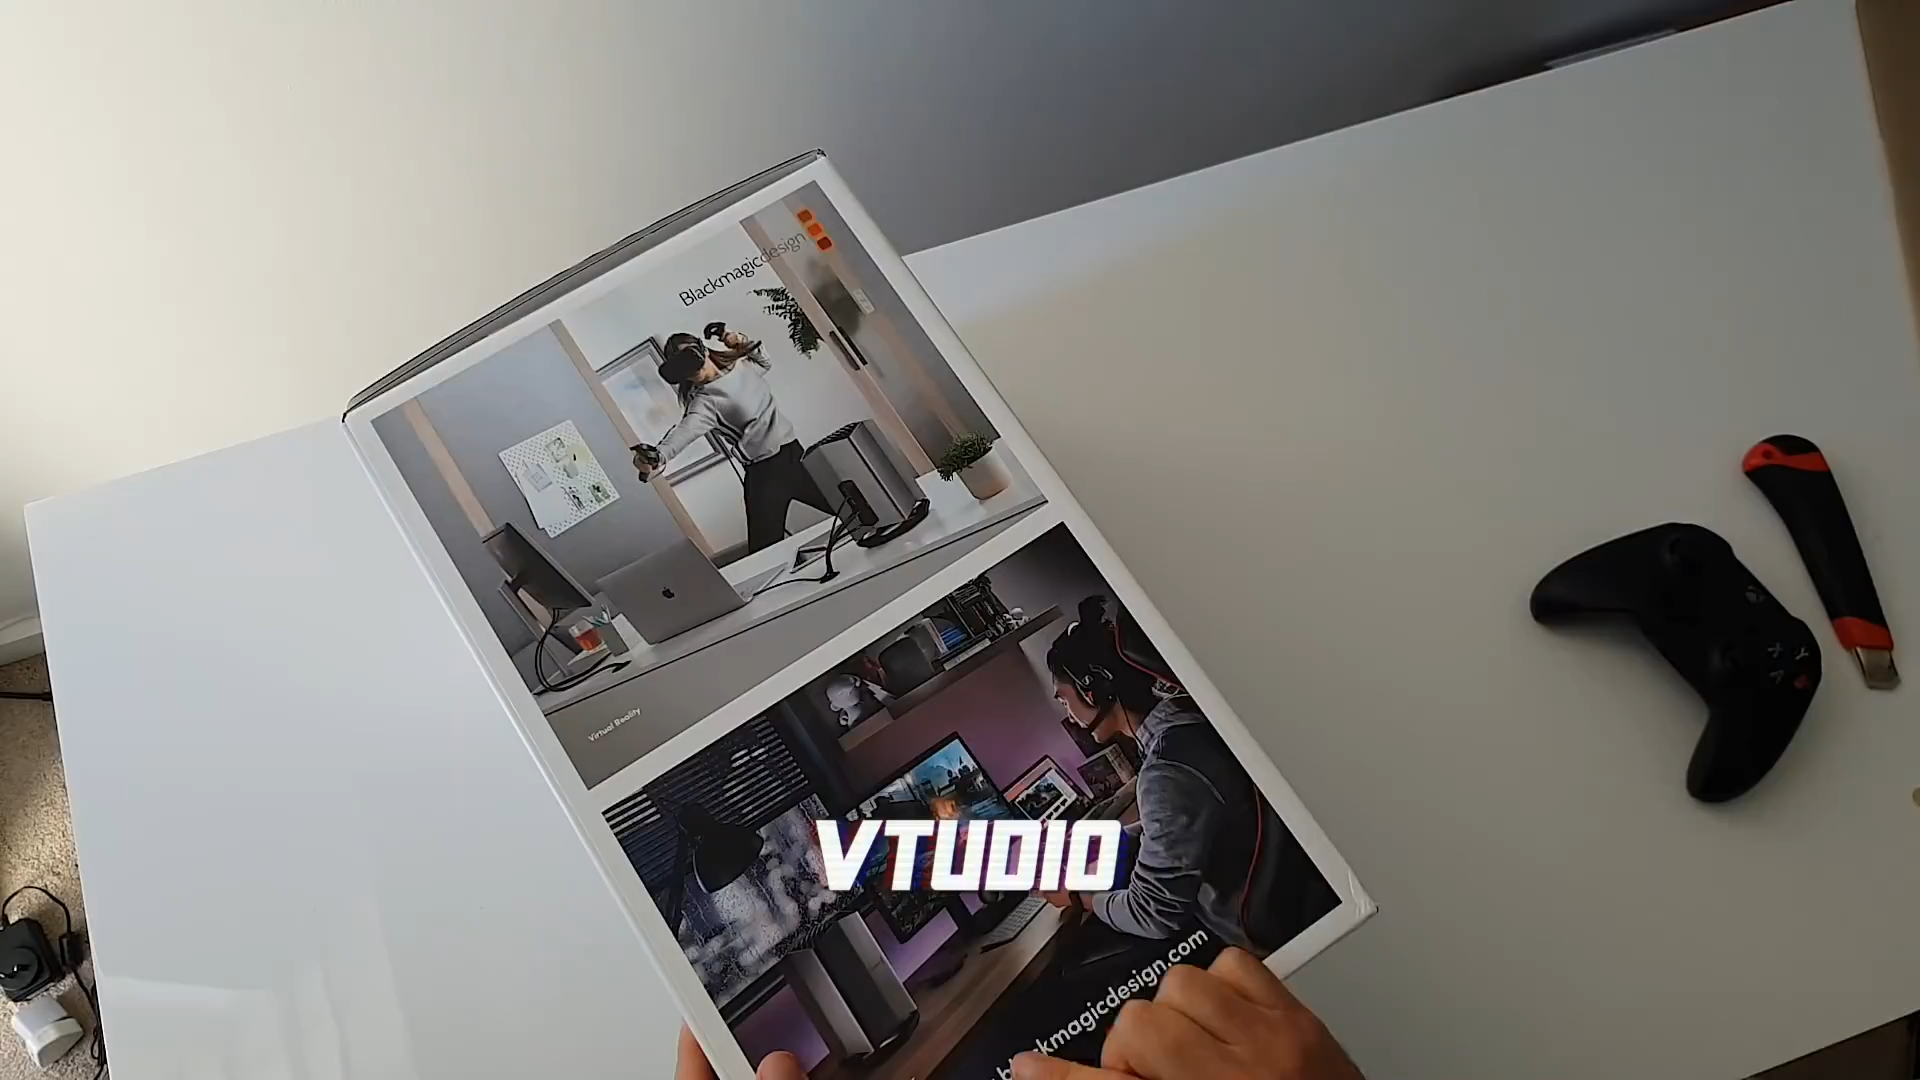 Blackmagicdesign
Virtual Reality
VTUDIO
blackmagicdesign.com
X
Y
A